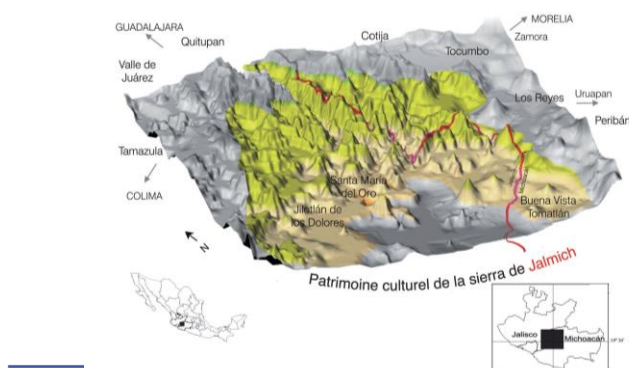 MORELIA
GUADALAJARA
Quitupan
Cotija
Zamora
Tocumbo
Valle de
Juárez
Los Reyes
Uruapan
Peribán
Tamazula
COLIMA
Santa María
del Oro
Jilotlán de
los Dolores
Buena Vista
Tomatlán
N
Patrimoine culturel de la sierra de Jalmich
Jalisco
Michoacán